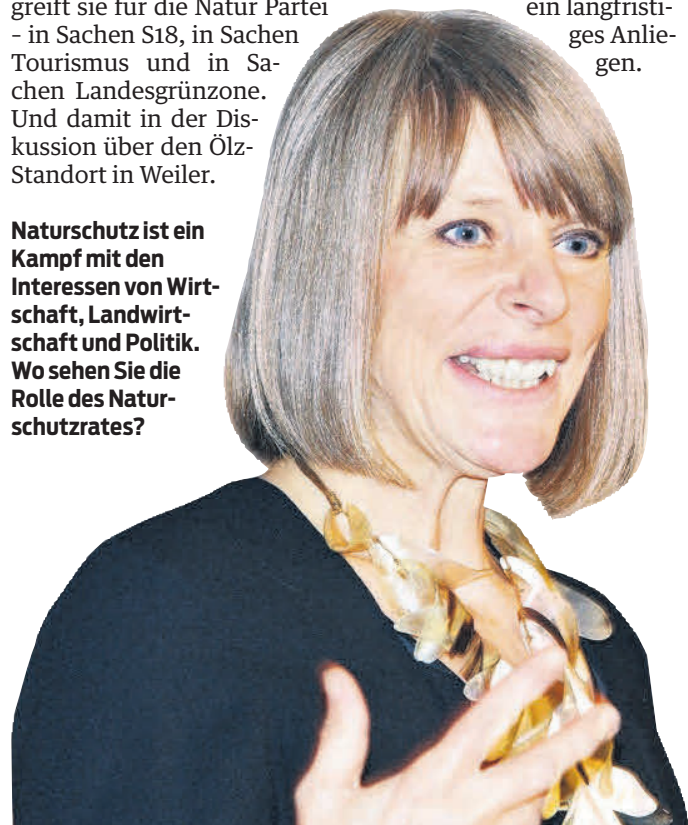 greift sie für die Natur Partei
– in Sachen S18, in Sachen
Tourismus und in Sa-
chen Landesgrünzone.
Und damit in der Dis-
kussion über den Ölz-
Standort in Weiler.
Naturschutz ist ein
Kampf mit den
Interessen von Wirt-
schaft, Landwirt-
schaft und Politik.
Wo sehen Sie die
Rolle des Natur-
schutzrates?
ein langfristi-
ges Anlie-
gen.